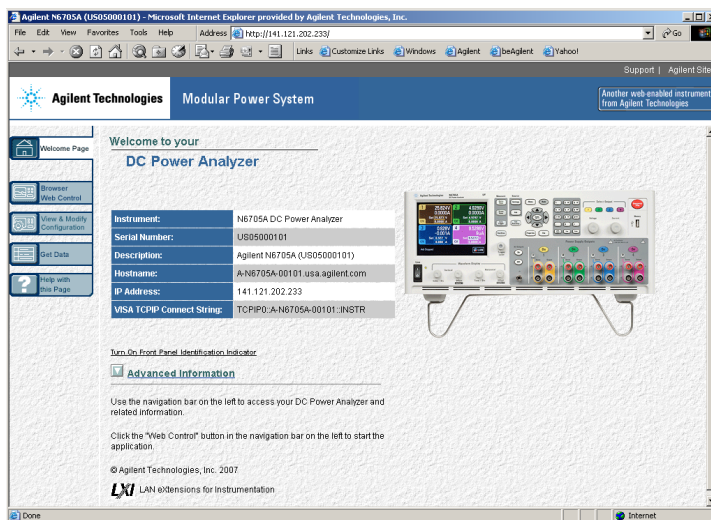 Agilent N6705A (US05000101) - Microsoft Internet Explorer provided by Agilent Technologies, Inc.
File Edit View Favorites Tools Help Address http://141.121.202.233/ Go
Links Customize Links Windows Agilent beAgilent Yahoo!
Support | Agilent Site
Agilent Technologies Modular Power System
Another web-enabled instrument
from Agilent Technologies
Welcome Page
Browser
Web Control
View & Modify
Configuration
Get Data
Help with
this Page
Welcome to your
DC Power Analyzer
Instrument: N6705A DC Power Analyzer
Serial Number: US05000101
Description: Agilent N6705A (US05000101)
Hostname: A-N6705A-00101.usa.agilent.com
IP Address: 141.121.202.233
VISA TCPIP Connect String: TCPIP0::A-N6705A-00101::INSTR
Turn On Front Panel Identification Indicator
Advanced Information
Use the navigation bar on the left to access your DC Power Analyzer and
related information.
Click the "Web Control" button in the navigation bar on the left to start the
application.
© Agilent Technologies, Inc. 2007
LXI LAN eXtensions for Instrumentation
Done Internet